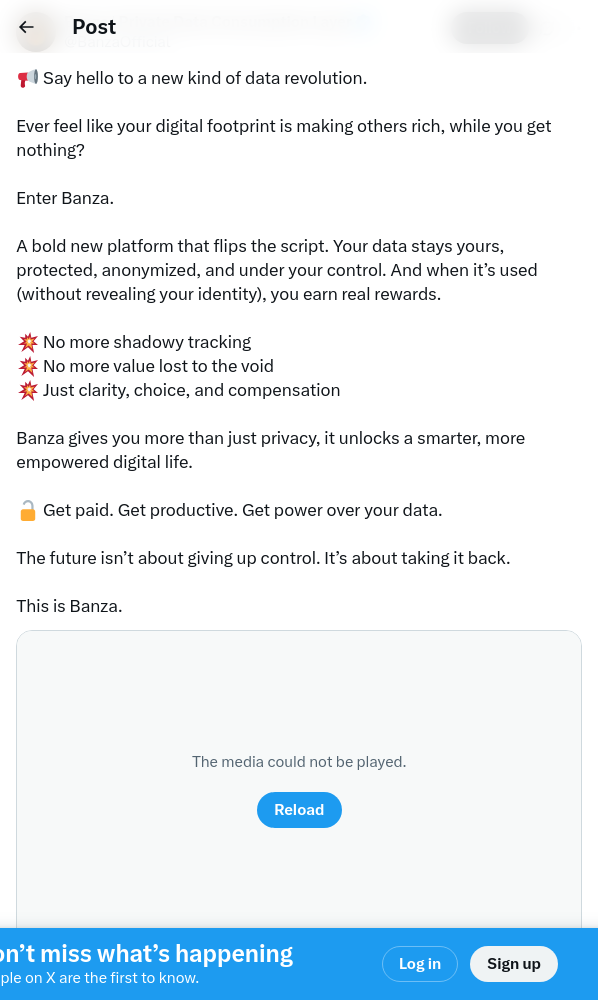 Post
📢 Say hello to a new kind of data revolution.
Ever feel like your digital footprint is making others rich, while you get
nothing?
Enter Banza.
A bold new platform that flips the script. Your data stays yours,
protected, anonymized, and under your control. And when it’s used
(without revealing your identity), you earn real rewards.
💥 No more shadowy tracking
💥 No more value lost to the void
💥 Just clarity, choice, and compensation
Banza gives you more than just privacy, it unlocks a smarter, more
empowered digital life.
🔓 Get paid. Get productive. Get power over your data.
The future isn’t about giving up control. It’s about taking it back.
This is Banza.
The media could not be played.
Reload
on’t miss what’s happening
ple on X are the first to know.
Log in
Sign up